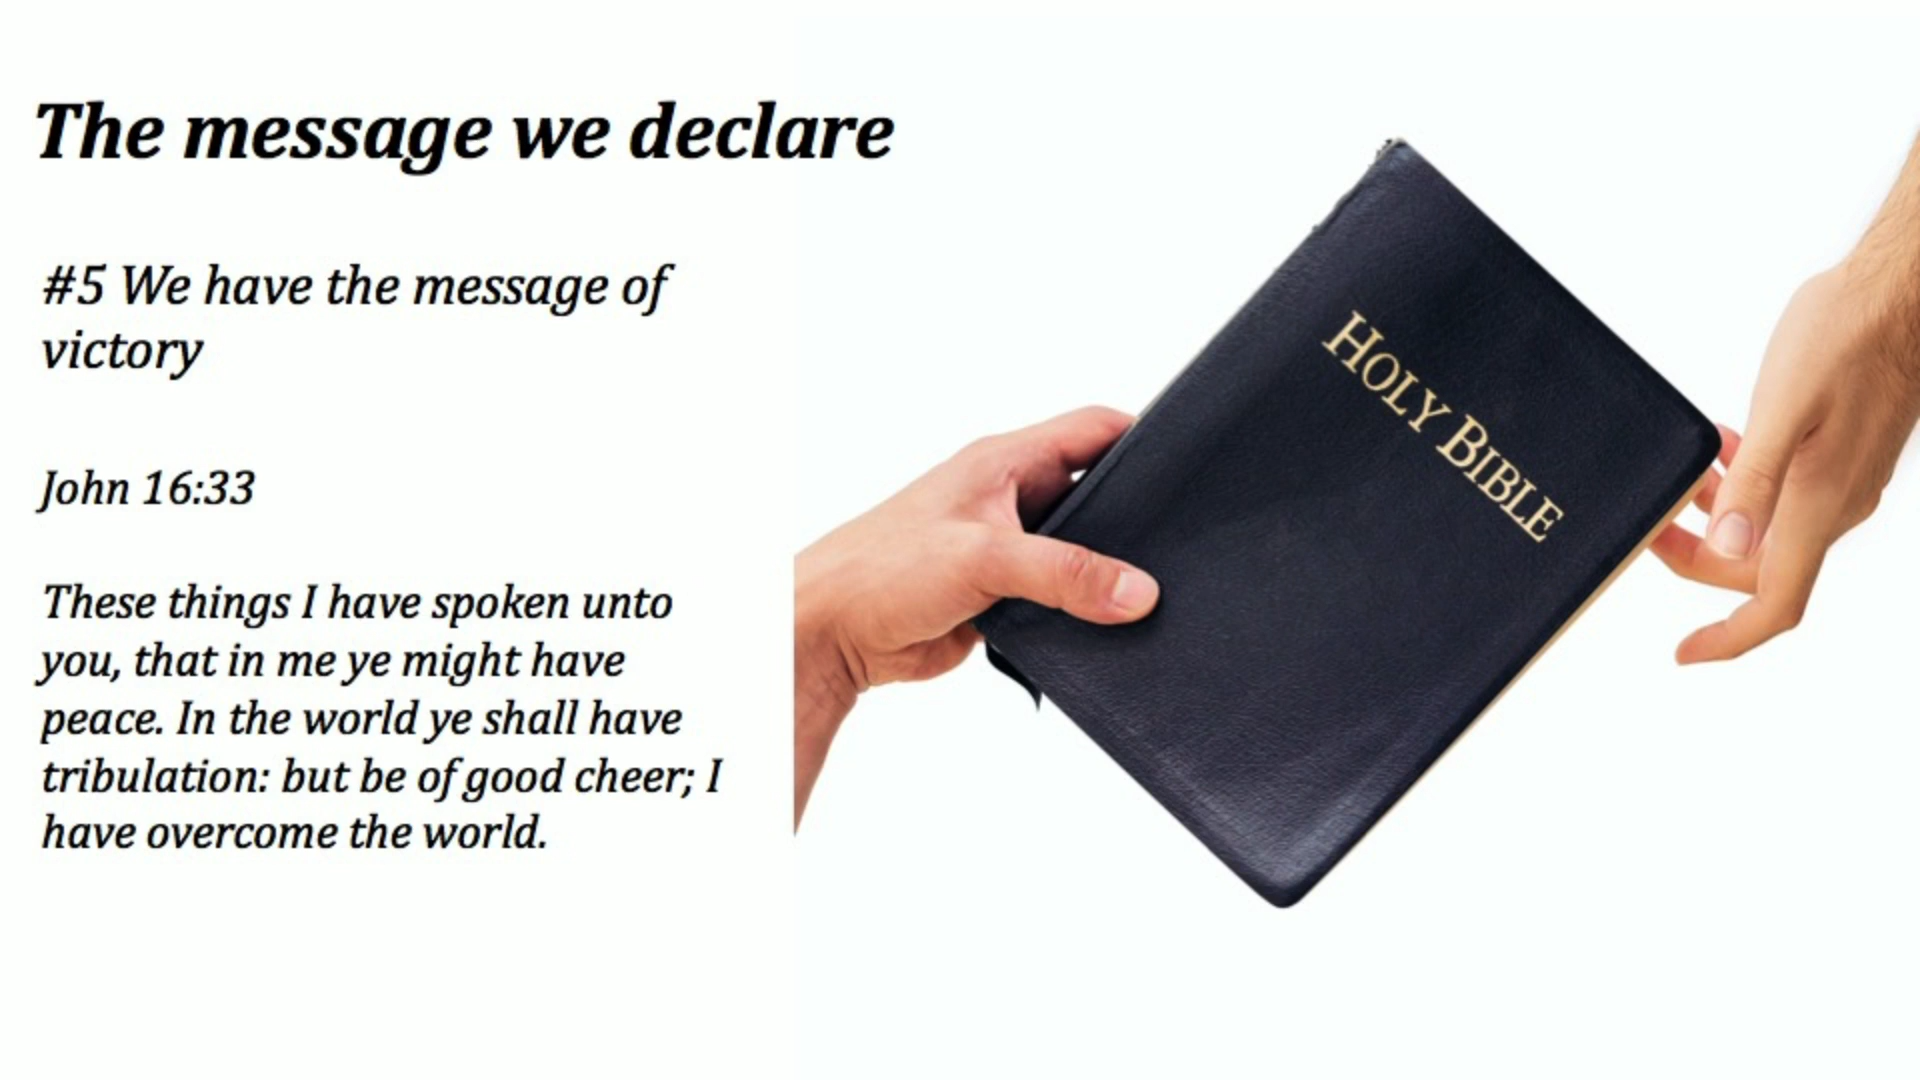 The message we declare
#5 We have the message of
victory
John 16:33
These things I have spoken unto
you, that in me ye might have
peace. In the world ye shall have
tribulation: but be of good cheer; I
have overcome the world.
HOLY BIBLE